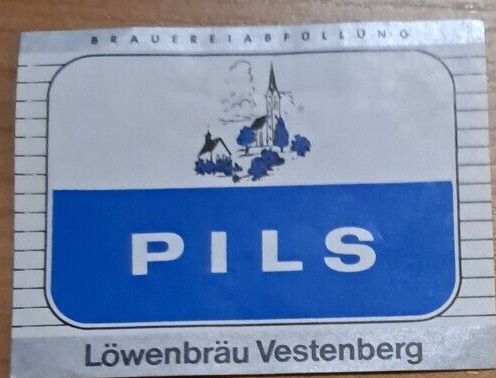 BRAUEREIABFÜLLUNG
PILS
Löwenbräu Vestenberg